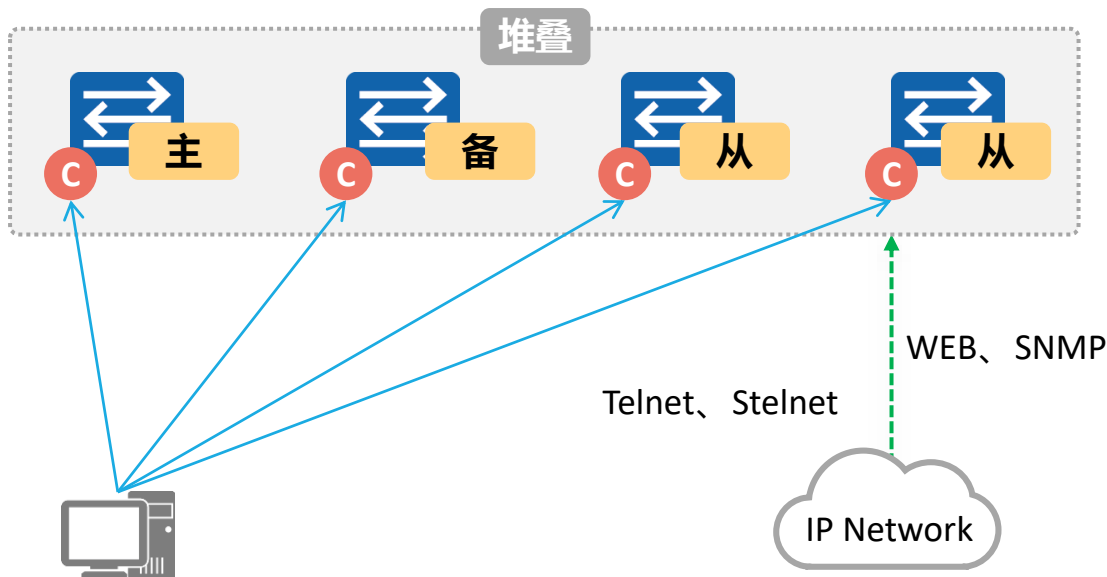 堆叠
主
备
从
从
C
C
C
C
WEB、SNMP
Telnet、Stelnet
IP Network